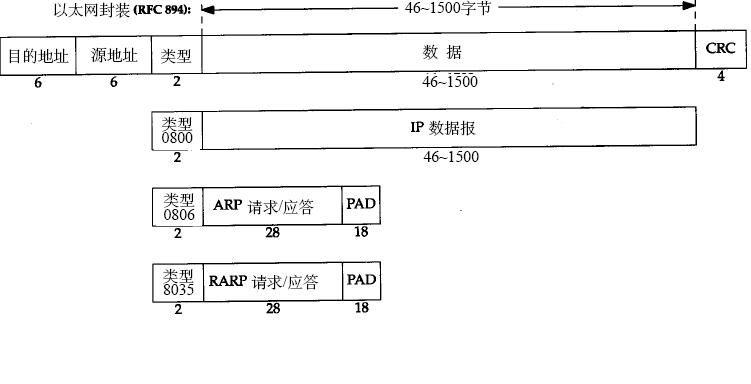 以太网封装 (RFC 894): 46~1500字节
目的地址 源地址 类型 数 据 CRC
6 6 2 46~1500 4
类型 0800 IP 数据报
2 46~1500
类型 0806 ARP 请求/应答 PAD
2 28 18
类型 8035 RARP 请求/应答 PAD
2 28 18